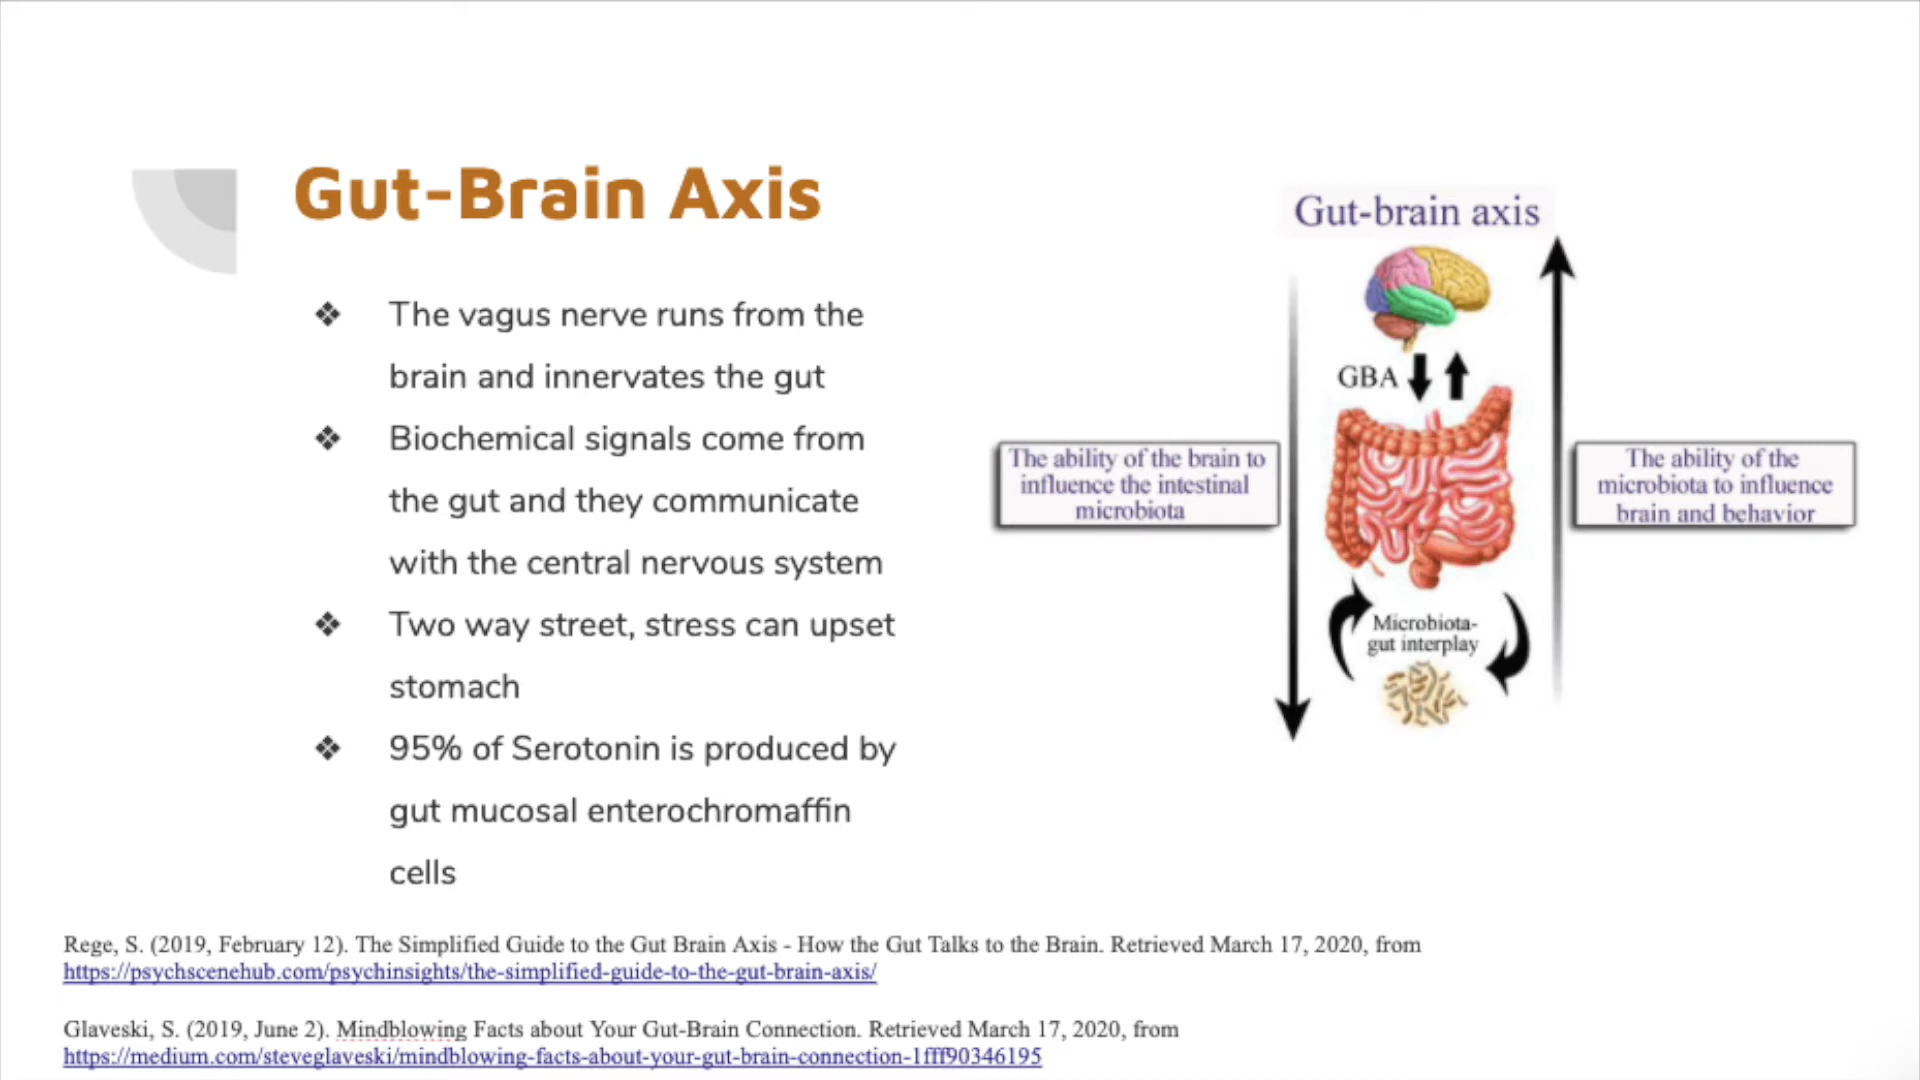 Gut-Brain Axis
❖ The vagus nerve runs from the
brain and innervates the gut
❖ Biochemical signals come from
the gut and they communicate
with the central nervous system
❖ Two way street, stress can upset
stomach
❖ 95% of Serotonin is produced by
gut mucosal enterochromaffin
cells
Gut-brain axis
GBA
The ability of the brain to
influence the intestinal
microbiota
The ability of the
microbiota to influence
brain and behavior
Microbiota-
gut interplay
Rege, S. (2019, February 12). The Simplified Guide to the Gut Brain Axis - How the Gut Talks to the Brain. Retrieved March 17, 2020, from
https://psychscenehub.com/psychinsights/the-simplified-guide-to-the-gut-brain-axis/
Glaveski, S. (2019, June 2). Mindblowing Facts about Your Gut-Brain Connection. Retrieved March 17, 2020, from
https://medium.com/steveglaveski/mindblowing-facts-about-your-gut-brain-connection-1fff90346195